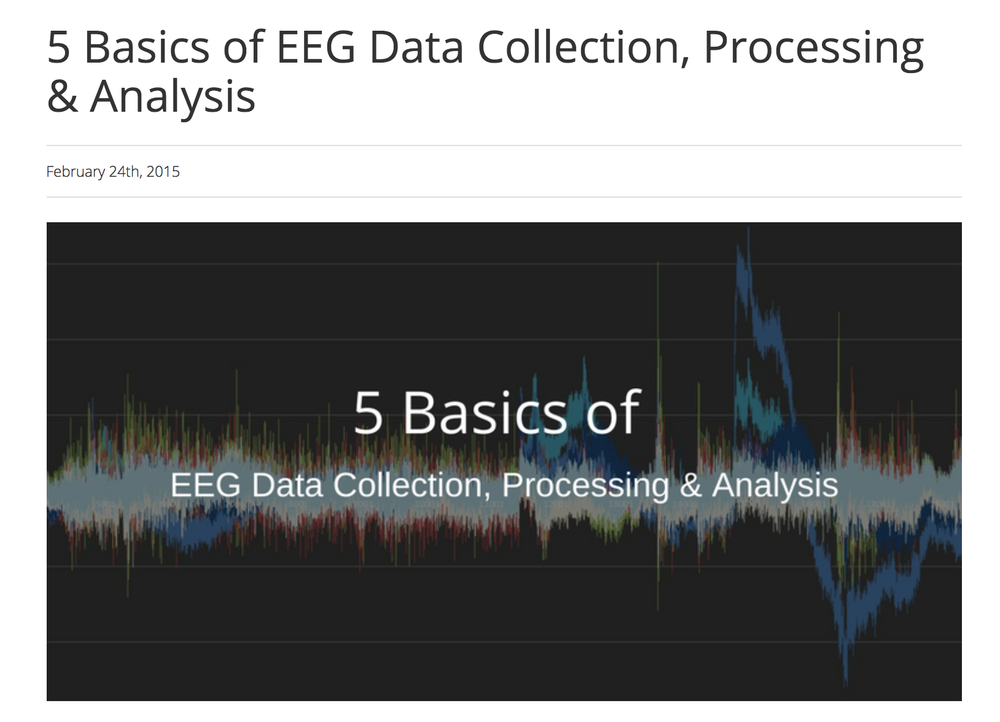 5 Basics of EEG Data Collection, Processing
& Analysis
February 24th, 2015
5 Basics of
EEG Data Collection, Processing & Analysis